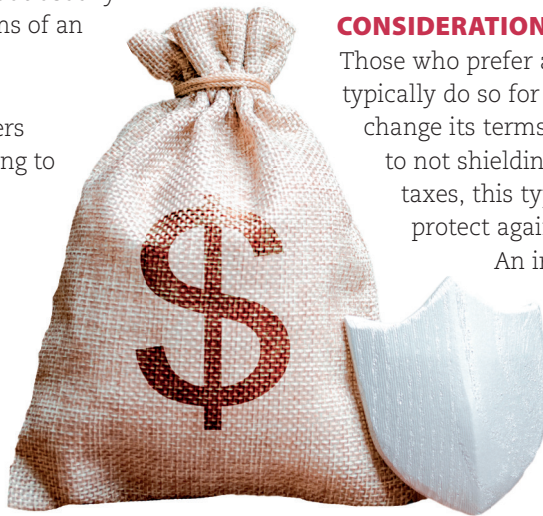 ns of an
ers
ng to
$
CONSIDERATION
Those who prefer a
typically do so for
change its terms
to not shieldin
taxes, this ty
protect agai
An i